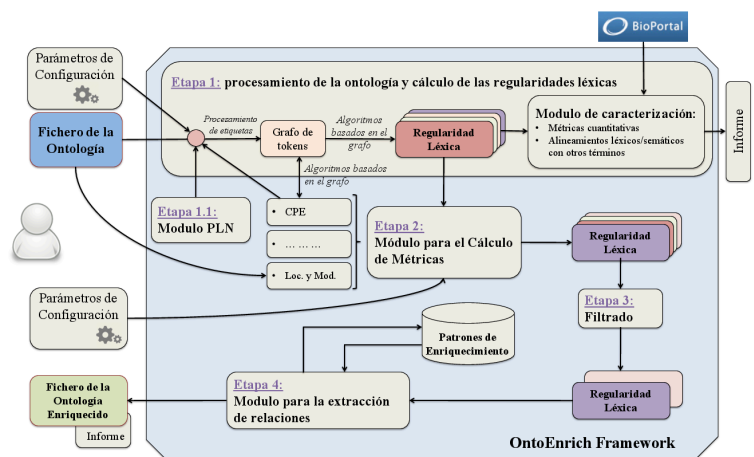 BioPortal
Parámetros de
Configuración
Etapa 1: procesamiento de la ontología y cálculo de las regularidades léxicas
Fichero de la
Ontología
Procesamiento
de etiquetas
Grafo de
tokens
Algoritmos
basados en el
grafo
Regularidad
Léxica
Modulo de caracterización:
• Métricas cuantitativas
• Alineamientos léxicos/semáticos
con otros términos
Informe
Algoritmos basados
en el grafo
Etapa 1.1:
Modulo PLN
• CPE
• … … …
• Loc. y Mod.
Etapa 2:
Módulo para el Cálculo
de Métricas
Regularidad
Léxica
Parámetros de
Configuración
Etapa 3:
Filtrado
Patrones de
Enriquecimiento
Etapa 4:
Modulo para la extracción
de relaciones
Regularidad
Léxica
Fichero de la
Ontología
Enriquecido
Informe
OntoEnrich Framework